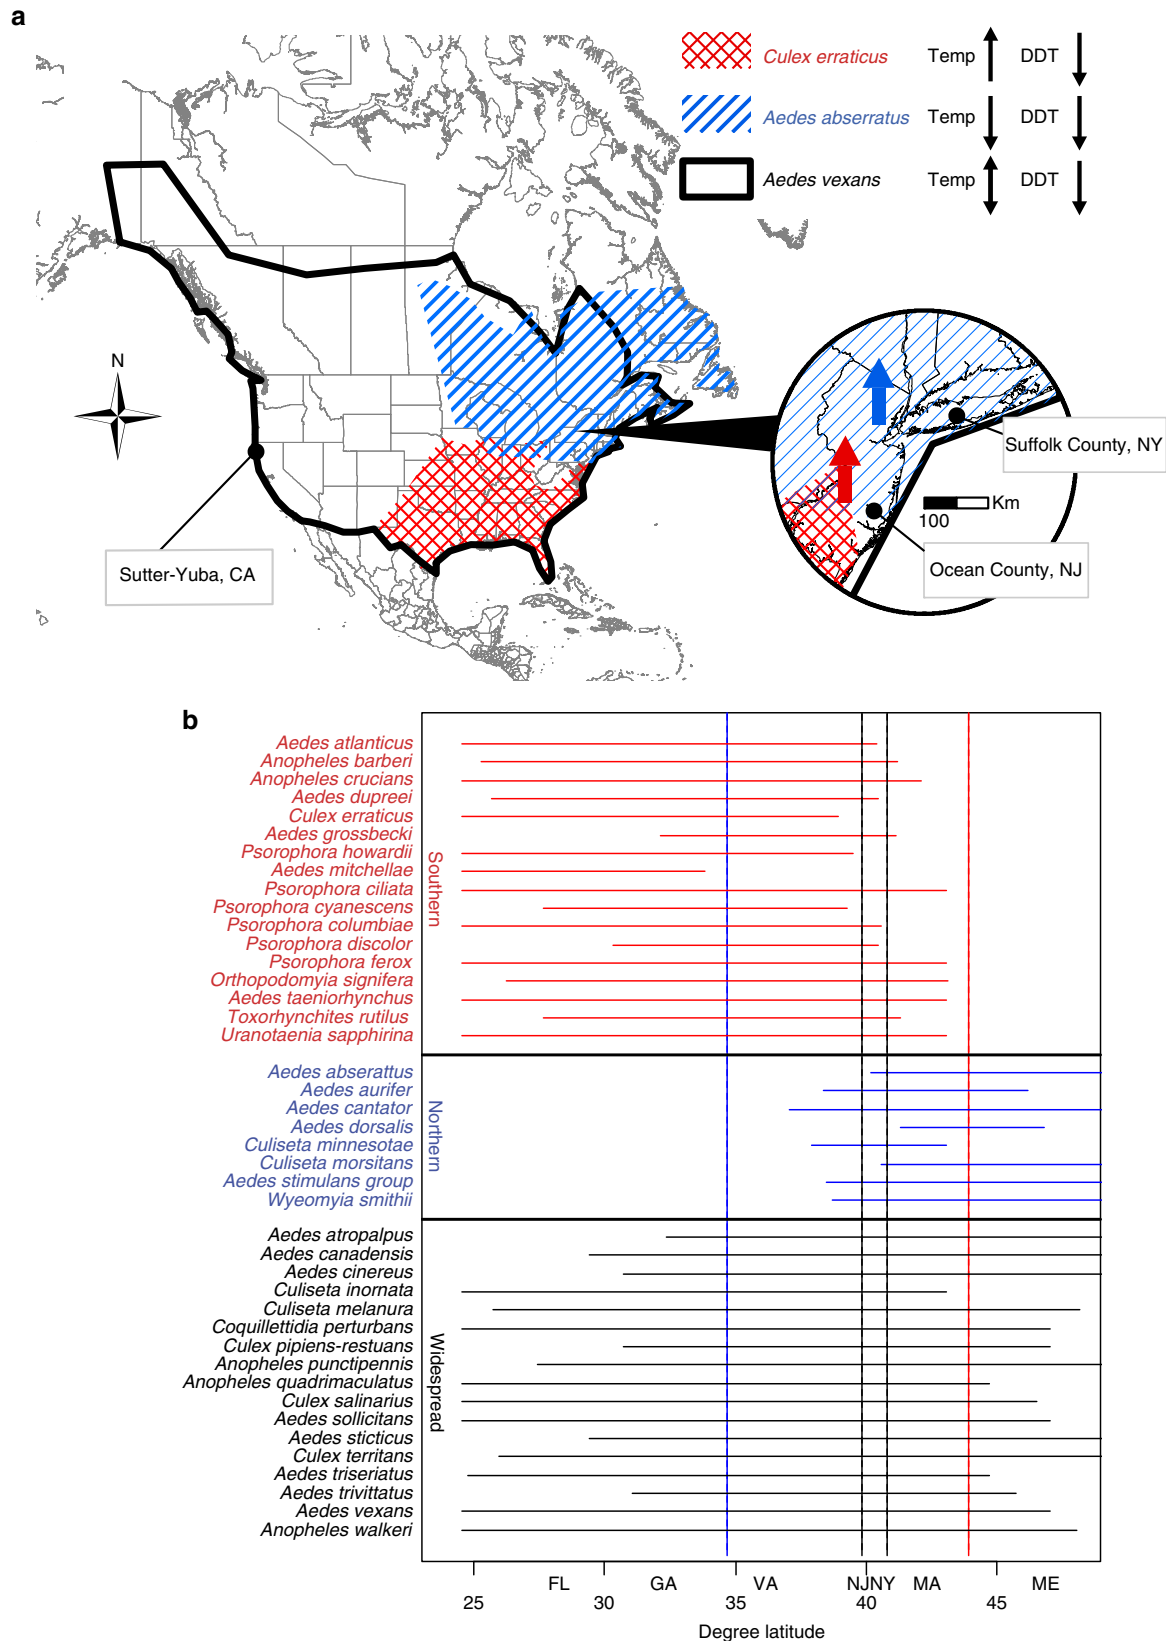 a
Culex erraticus Temp DDT
Aedes abserratus Temp DDT
Aedes vexans Temp DDT
N
Suffolk County, NY
Km
100
Ocean County, NJ
Sutter-Yuba, CA
b
Southern
Aedes atlanticus
Anopheles barberi
Anopheles crucians
Aedes dupreei
Culex erraticus
Aedes grossbecki
Psorophora howardii
Aedes mitchellae
Psorophora ciliata
Psorophora cyanescens
Psorophora columbiae
Psorophora discolor
Psorophora ferox
Orthopodomyia signifera
Aedes taeniorhynchus
Toxorhynchites rutilus
Uranotaenia sapphirina
Northern
Aedes abserattus
Aedes aurifer
Aedes cantator
Aedes dorsalis
Culiseta minnesotae
Culiseta morsitans
Aedes stimulans group
Wyeomyia smithii
Widespread
Aedes atropalpus
Aedes canadensis
Aedes cinereus
Culiseta inornata
Culiseta melanura
Coquillettidia perturbans
Culex pipiens-restuans
Anopheles punctipennis
Anopheles quadrimaculatus
Culex salinarius
Aedes sollicitans
Aedes sticticus
Culex territans
Aedes triseriatus
Aedes trivittatus
Aedes vexans
Anopheles walkeri
FL GA VA NJ NY MA ME
25 30 35 40 45
Degree latitude